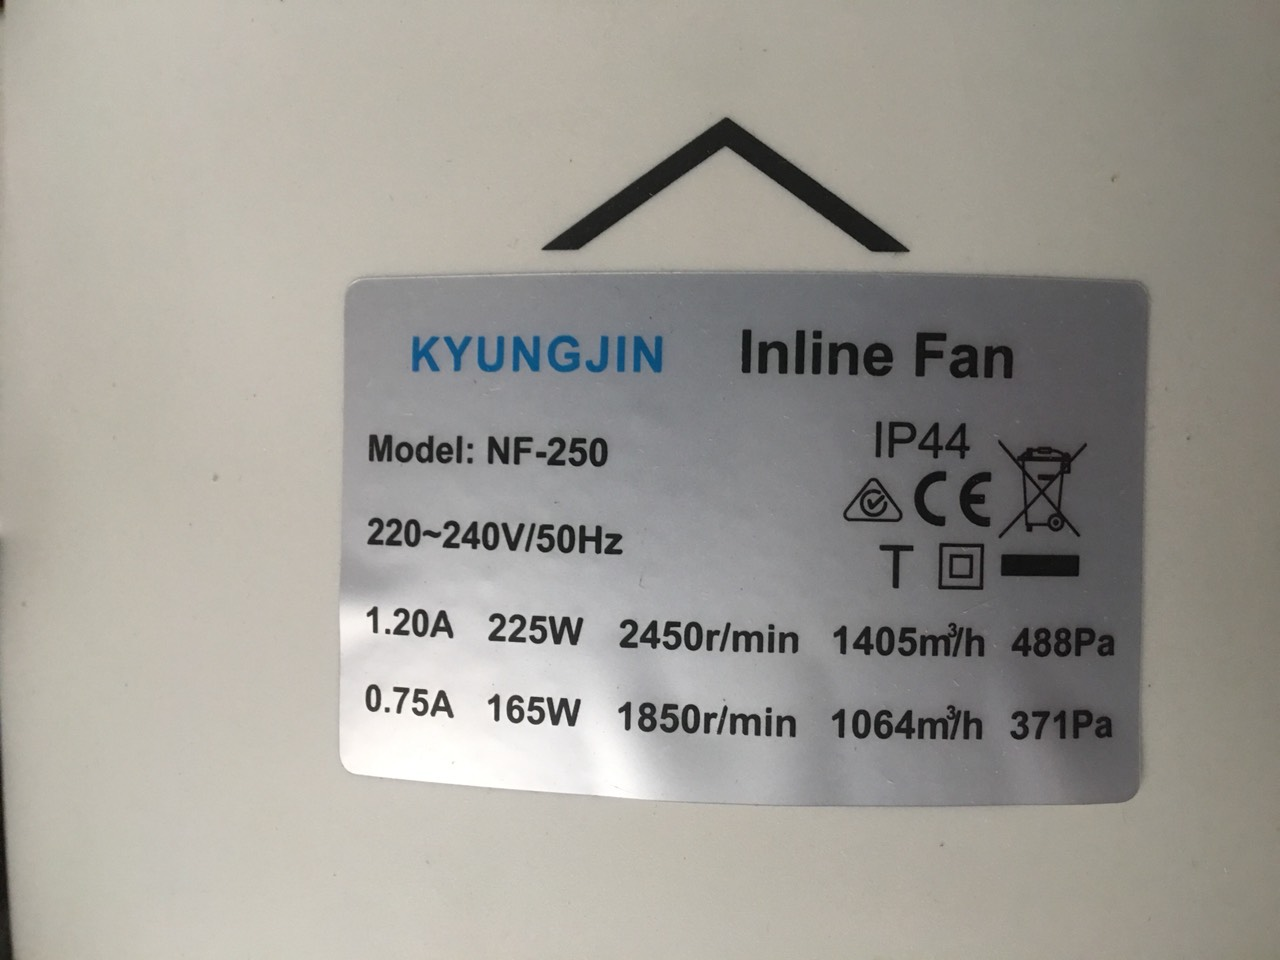 KYUNGJIN Inline Fan
Model: NF-250
IP44
CE
220~240V/50Hz
T
1.20A 225W 2450r/min 1405m³/h 488Pa
0.75A 165W 1850r/min 1064m³/h 371Pa